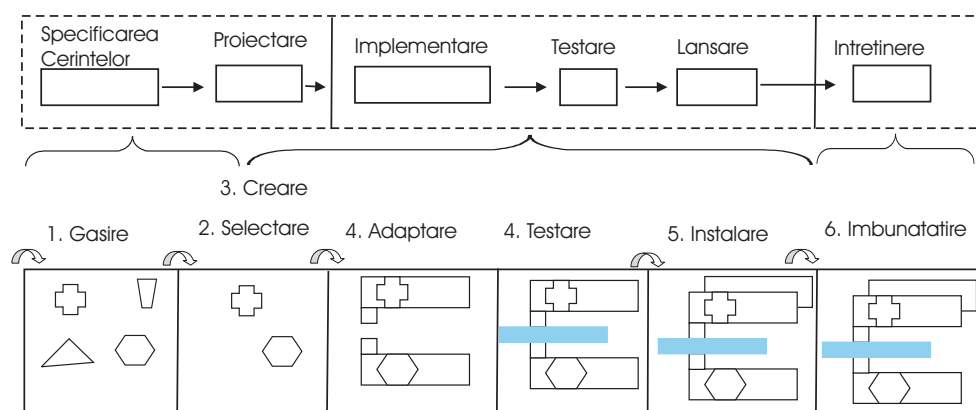 Specificarea
Cerintelor
Proiectare
Implementare
Testare
Lansare
Intretinere
3. Creare
1. Gasire
2. Selectare
4. Adaptare
4. Testare
5. Instalare
6. Imbunatatire